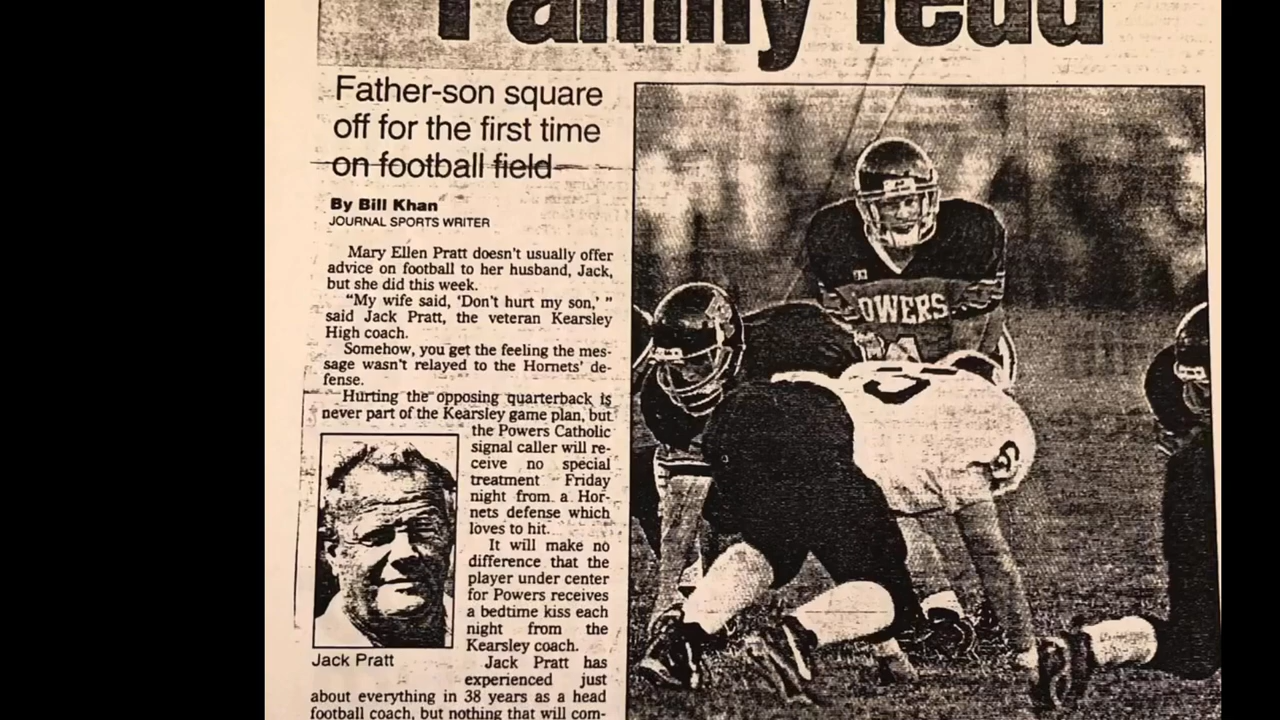 Family feud
Father-son square
off for the first time
on football field
By Bill Khan
JOURNAL SPORTS WRITER
Mary Ellen Pratt doesn't usually offer
advice on football to her husband, Jack,
but she did this week.
"My wife said, 'Don't hurt my son,' "
said Jack Pratt, the veteran Kearsley
High coach.
Somehow, you get the feeling the mes-
sage wasn't relayed to the Hornets' de-
fense.
Hurting the opposing quarterback is
never part of the Kearsley game plan, but
the Powers Catholic
signal caller will re-
ceive no special
treatment Friday
night from a Hor-
nets defense which
loves to hit.
It will make no
difference that the
player under center
for Powers receives
a bedtime kiss each
night from the
Kearsley coach.
Jack Pratt has
experienced just
about everything in 38 years as a head
football coach, but nothing that will com-
Jack Pratt
OWERS